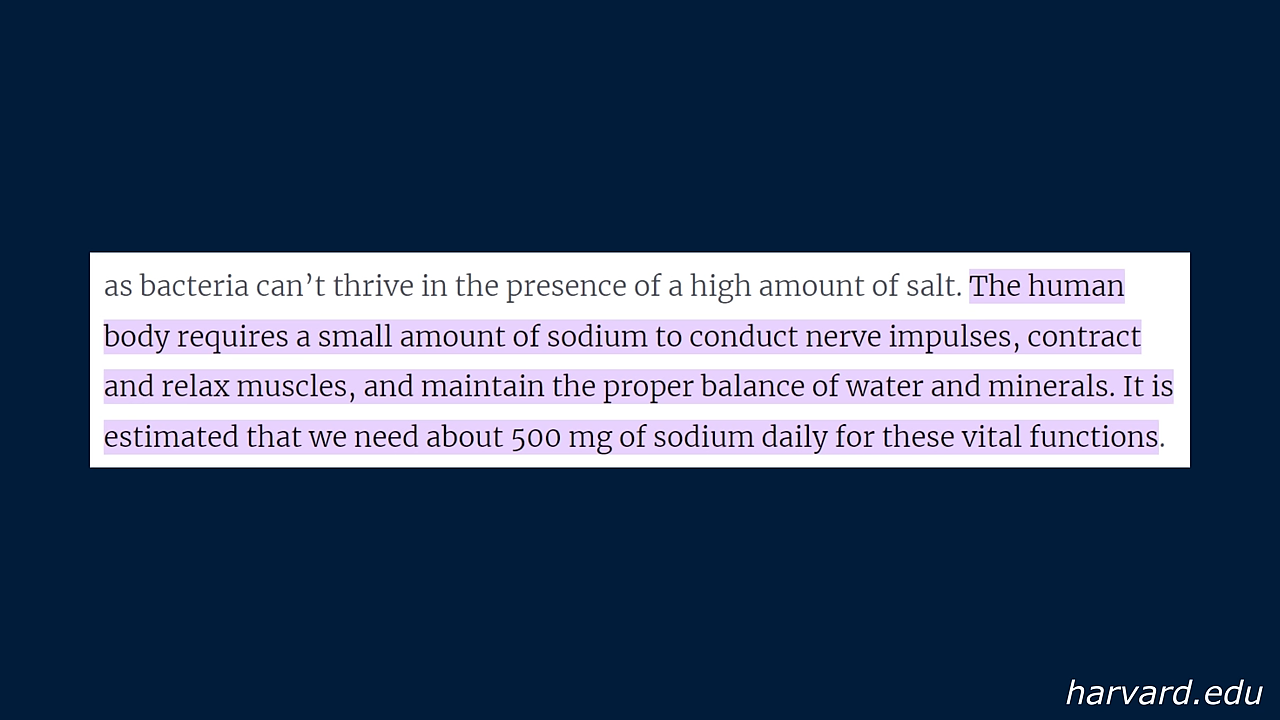 as bacteria can’t thrive in the presence of a high amount of salt. The human
body requires a small amount of sodium to conduct nerve impulses, contract
and relax muscles, and maintain the proper balance of water and minerals. It is
estimated that we need about 500 mg of sodium daily for these vital functions.
harvard.edu